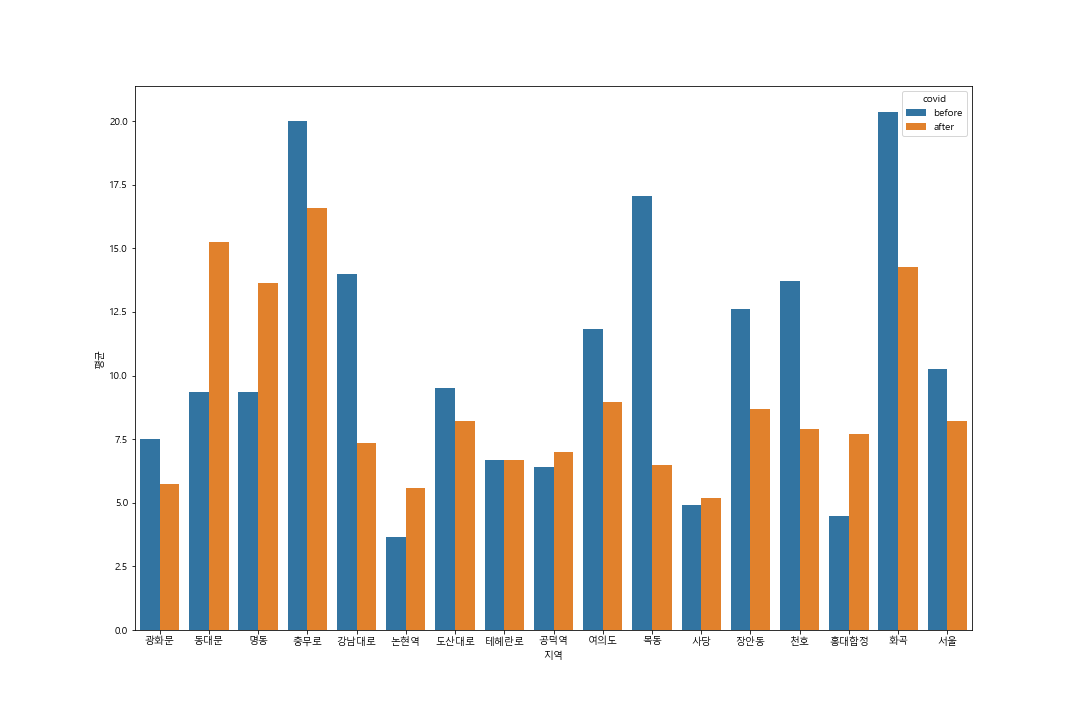 covid
before
after
20.0
17.5
15.0
12.5
10.0
7.5
5.0
2.5
0.0
평균
광화문 동대문 명동 충무로 강남대로 논현역 도산대로 테헤란로 공덕역 여의도 목동 사당 장안동 천호 홍대합정 화곡 서울
지역